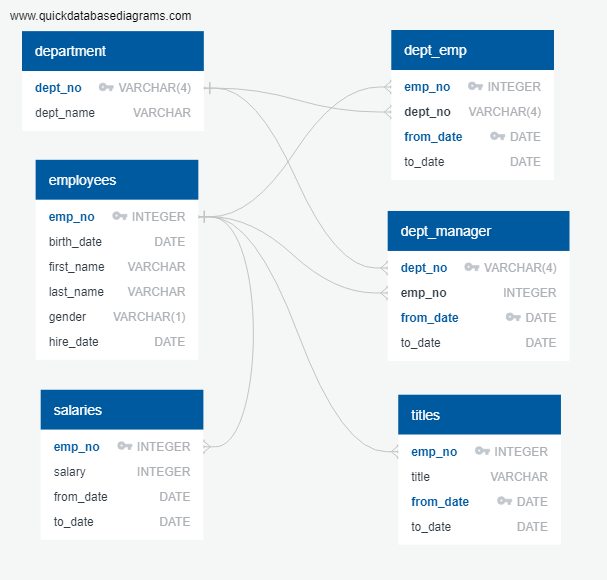 www.quickdatabasediagrams.com
department
dept_no VARCHAR(4)
dept_name VARCHAR
employees
emp_no INTEGER
birth_date DATE
first_name VARCHAR
last_name VARCHAR
gender VARCHAR(1)
hire_date DATE
salaries
emp_no INTEGER
salary INTEGER
from_date DATE
to_date DATE
dept_emp
emp_no INTEGER
dept_no VARCHAR(4)
from_date DATE
to_date DATE
dept_manager
dept_no VARCHAR(4)
emp_no INTEGER
from_date DATE
to_date DATE
titles
emp_no INTEGER
title VARCHAR
from_date DATE
to_date DATE